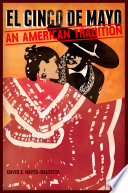 EL CINCO DE MAYO
AN AMERICAN TRADITION
DAVID E. HAYES-BAUTISTA